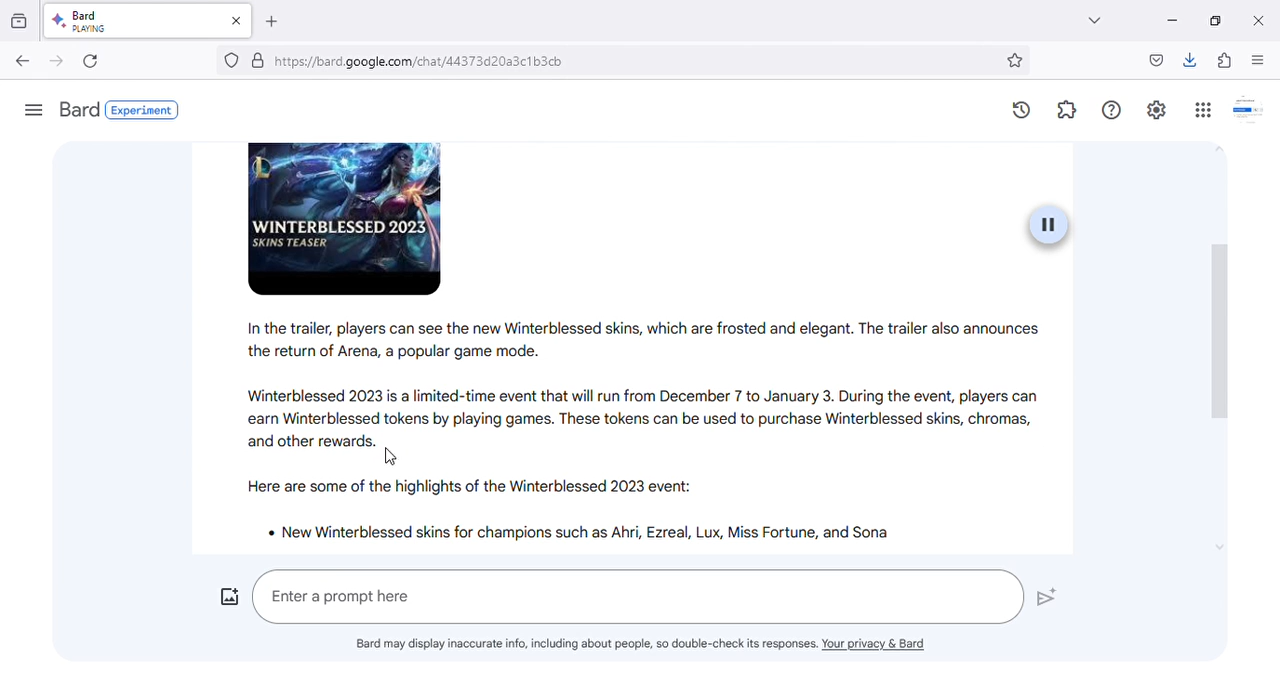 Bard
PLAYING
https://bard.google.com/chat/44373d20a3c1b3cb
Bard Experiment
WINTERBLESSED 2023
SKINS TEASER
In the trailer, players can see the new Winterblessed skins, which are frosted and elegant. The trailer also announces
the return of Arena, a popular game mode.
Winterblessed 2023 is a limited-time event that will run from December 7 to January 3. During the event, players can
earn Winterblessed tokens by playing games. These tokens can be used to purchase Winterblessed skins, chromas,
and other rewards.
Here are some of the highlights of the Winterblessed 2023 event:
• New Winterblessed skins for champions such as Ahri, Ezreal, Lux, Miss Fortune, and Sona
Enter a prompt here
Bard may display inaccurate info, including about people, so double-check its responses. Your privacy & Bard